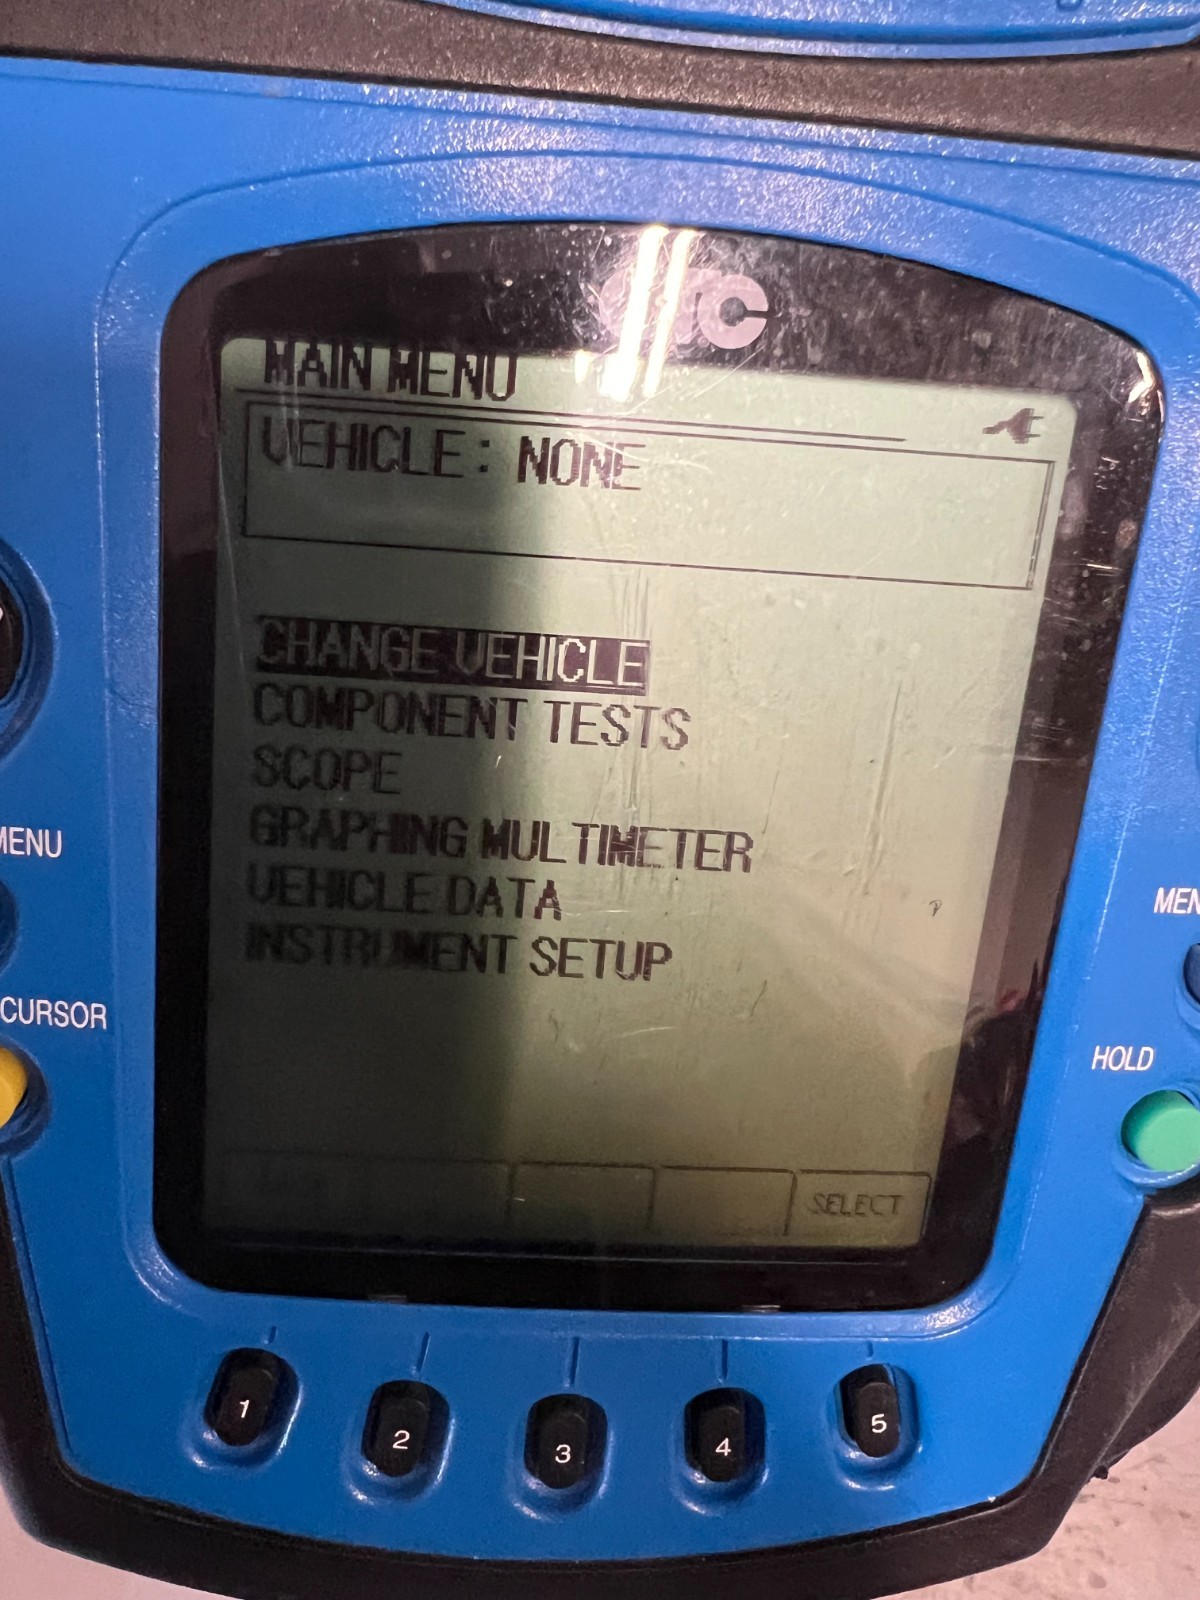 MAIN MENU
VEHICLE: NONE
CHANGE VEHICLE
COMPONENT TESTS
SCOPE
GRAPHING MULTIMETER
VEHICLE DATA
INSTRUMENT SETUP
SELECT
MENU
CURSOR
MEN
HOLD
1 2 3 4 5